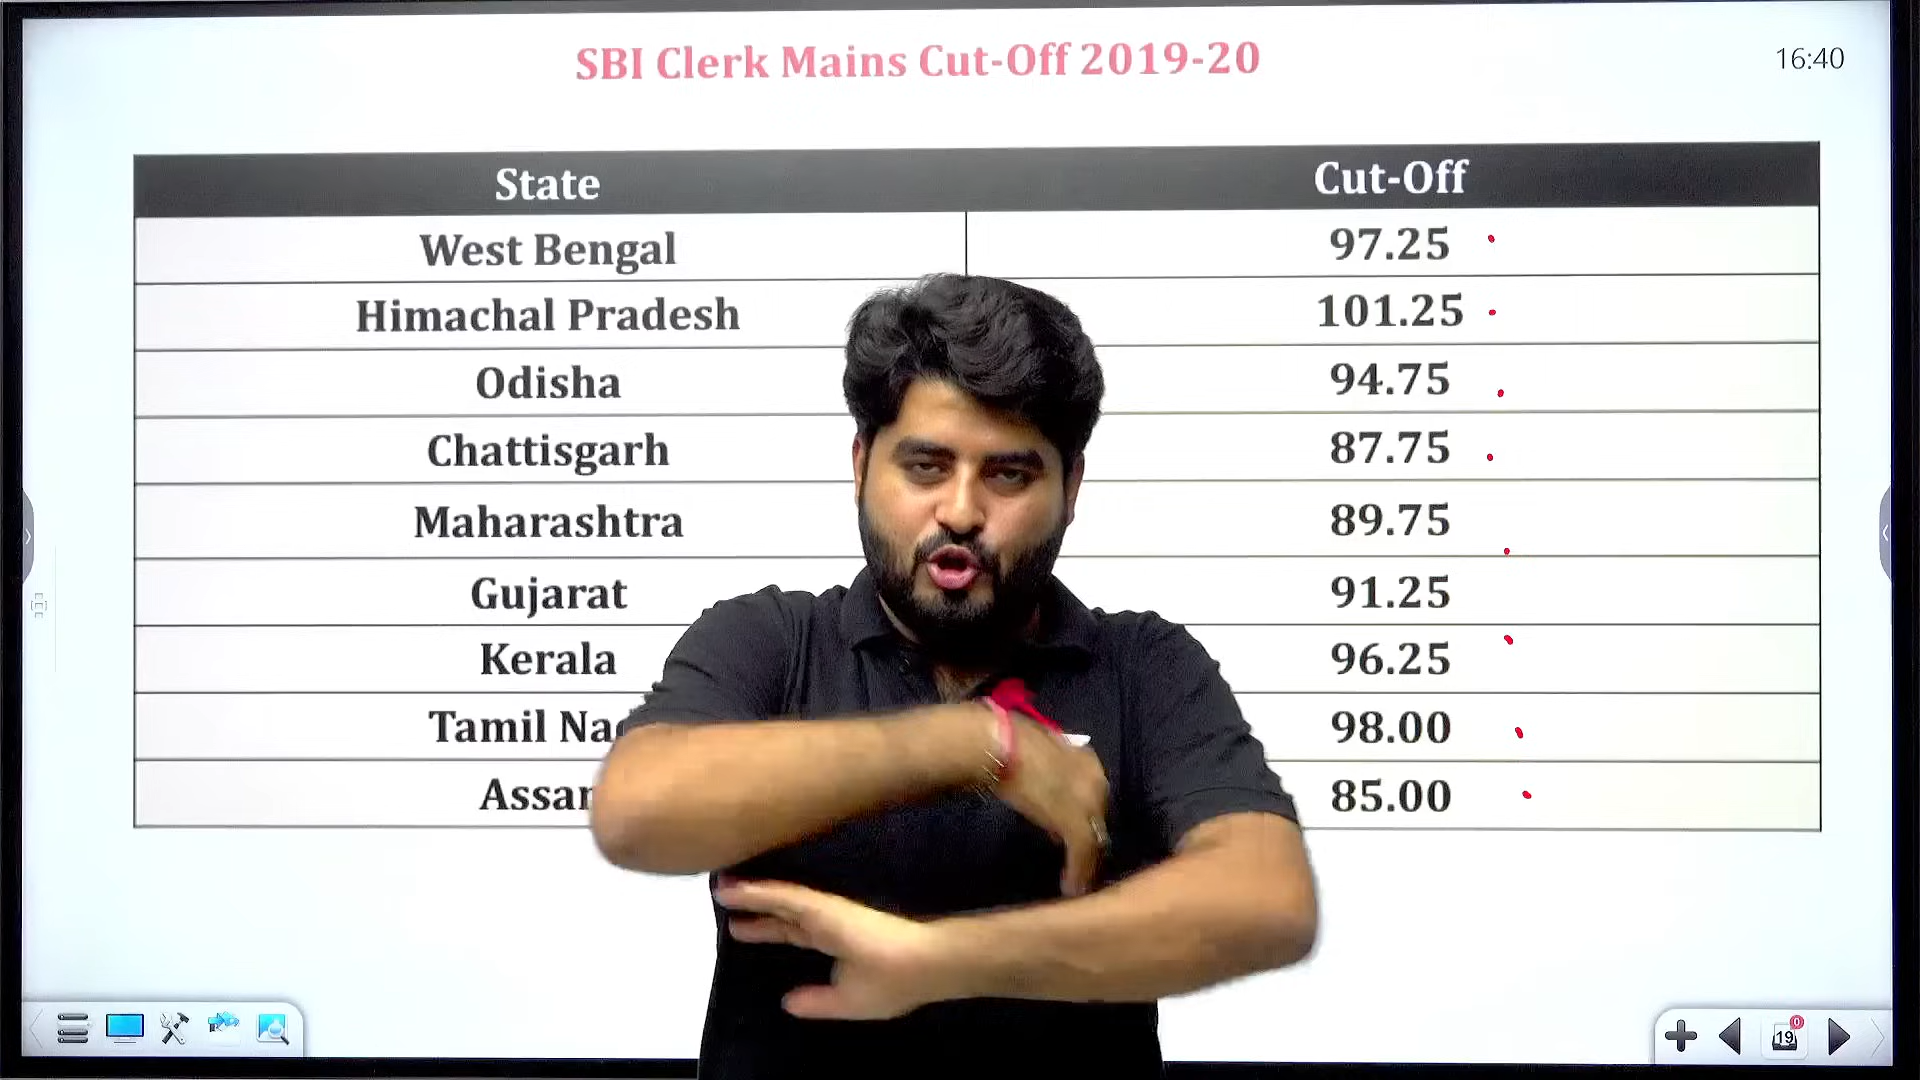 SBI Clerk Mains Cut-Off 2019-20
16:40
State Cut-Off
West Bengal 97.25
Himachal Pradesh 101.25
Odisha 94.75
Chattisgarh 87.75
Maharashtra 89.75
Gujarat 91.25
Kerala 96.25
Tamil 98.00
85.00
19
0